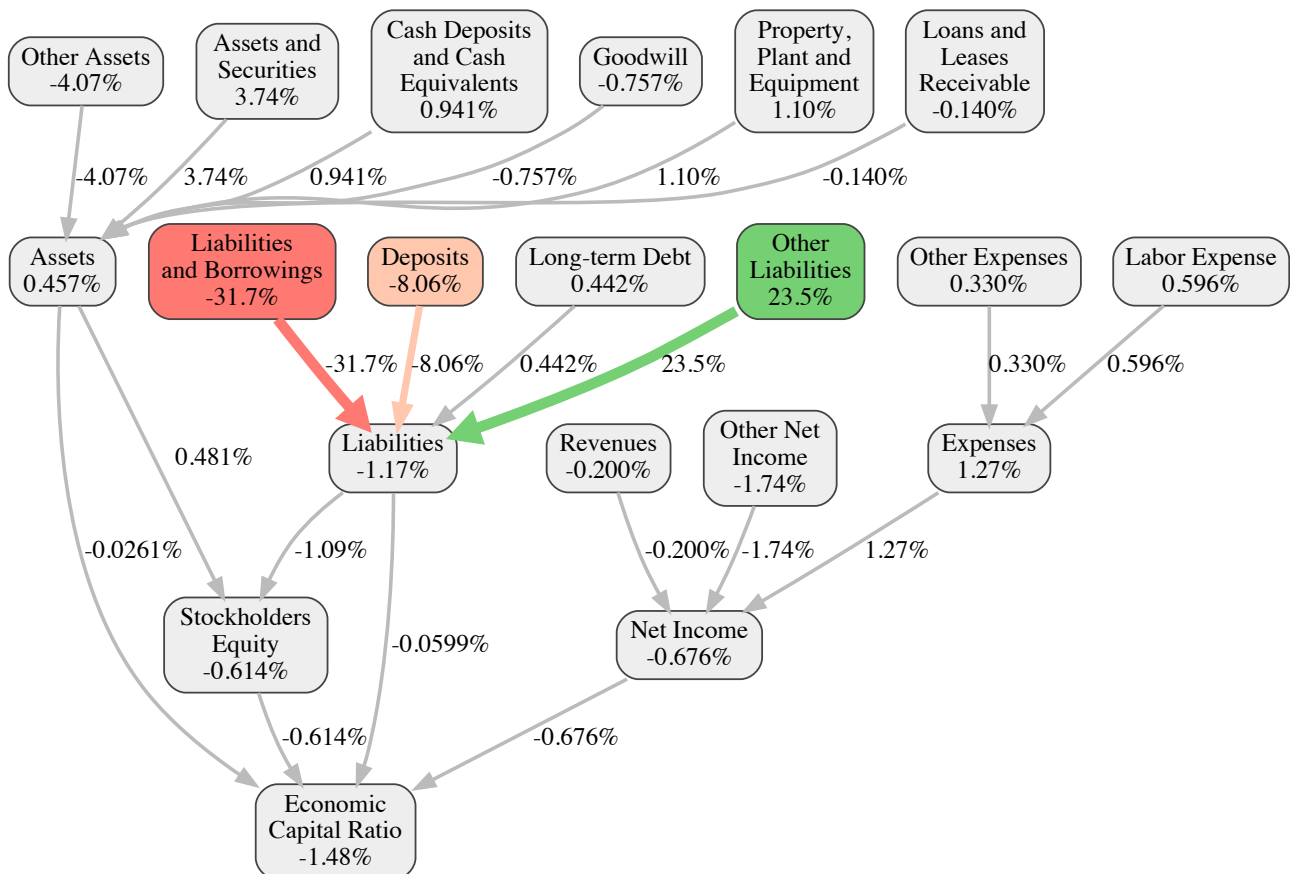 Other Assets
-4.07%
Assets and
Securities
3.74%
Cash Deposits
and Cash
Equivalents
0.941%
Goodwill
-0.757%
Property,
Plant and
Equipment
1.10%
Loans and
Leases
Receivable
-0.140%
-4.07%
3.74%
0.941%
-0.757%
1.10%
-0.140%
Assets
0.457%
Liabilities
and Borrowings
-31.7%
Deposits
-8.06%
Long-term Debt
0.442%
Other
Liabilities
23.5%
Other Expenses
0.330%
Labor Expense
0.596%
-31.7%
-8.06%
0.442%
23.5%
0.330%
0.596%
0.481%
Liabilities
-1.17%
Revenues
-0.200%
Other Net
Income
-1.74%
Expenses
1.27%
-0.0261%
-1.09%
-0.200%
-1.74%
1.27%
Stockholders
Equity
-0.614%
-0.0599%
Net Income
-0.676%
-0.614%
-0.676%
Economic
Capital Ratio
-1.48%